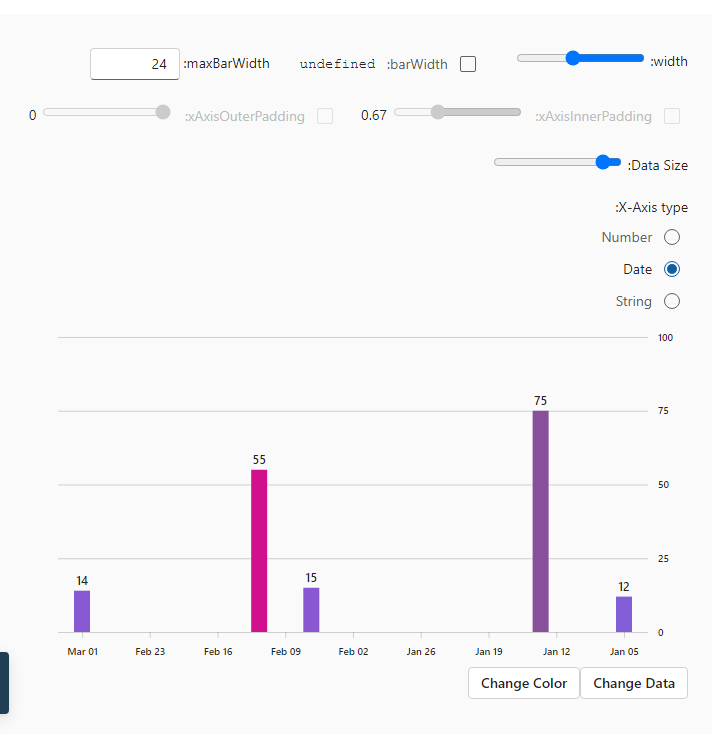 width:
barWidth: undefined
maxBarWidth: 24
xAxisInnerPadding: 0.67
xAxisOuterPadding: 0
Data Size:
X-Axis type:
Number
Date
String
100
75
50
25
0
14
55
15
75
12
Mar 01 Feb 23 Feb 16 Feb 09 Feb 02 Jan 26 Jan 19 Jan 12 Jan 05
Change Color Change Data